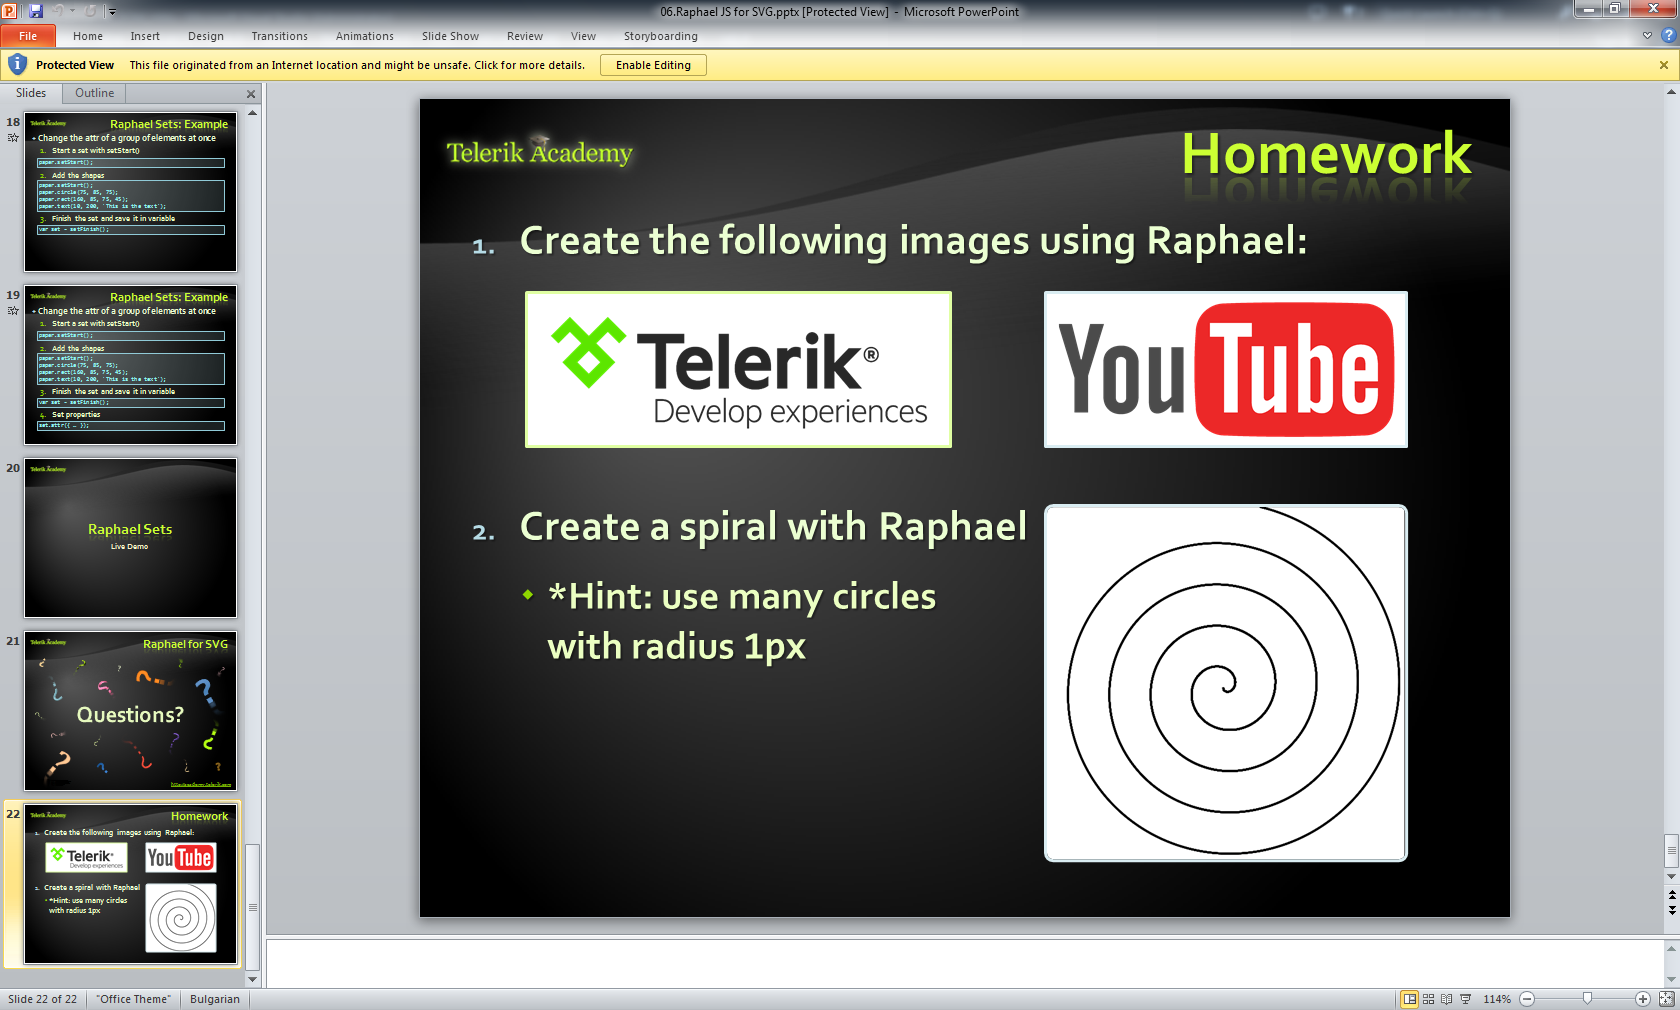 06.Raphael JS for SVG.pptx [Protected View] - Microsoft PowerPoint
File Home Insert Design Transitions Animations Slide Show Review View Storyboarding
Protected View This file originated from an Internet location and might be unsafe. Click for more details. Enable Editing
Slides Outline
18
Telerik Academy
Raphael Sets: Example
Change the attr of a group of elements at once
1. Start a set with setStart()
paper.setStart();
2. Add the shapes
paper.setStart();
paper.circle(75, 85, 75);
paper.rect(160, 85, 75, 45);
paper.text(10, 200, 'This is the text');
3. Finish the set and save it in variable
var set = setFinish();
19
Telerik Academy
Raphael Sets: Example
Change the attr of a group of elements at once
1. Start a set with setStart()
paper.setStart();
2. Add the shapes
paper.setStart();
paper.circle(75, 85, 75);
paper.rect(160, 85, 75, 45);
paper.text(10, 200, 'This is the text');
3. Finish the set and save it in variable
var set = setFinish();
4. Set properties
set.attr({ … });
20
Telerik Academy
Raphael Sets
Live Demo
21
Telerik Academy
Raphael for SVG
Questions?
22
Telerik Academy
Homework
1. Create the following images using Raphael:
Telerik®
Develop experiences
YouTube
2. Create a spiral with Raphael
*Hint: use many circles
with radius 1px
Telerik Academy
Homework
1. Create the following images using Raphael:
Telerik®
Develop experiences
YouTube
2. Create a spiral with Raphael
*Hint: use many circles
with radius 1px
Slide 22 of 22 "Office Theme" Bulgarian 114%